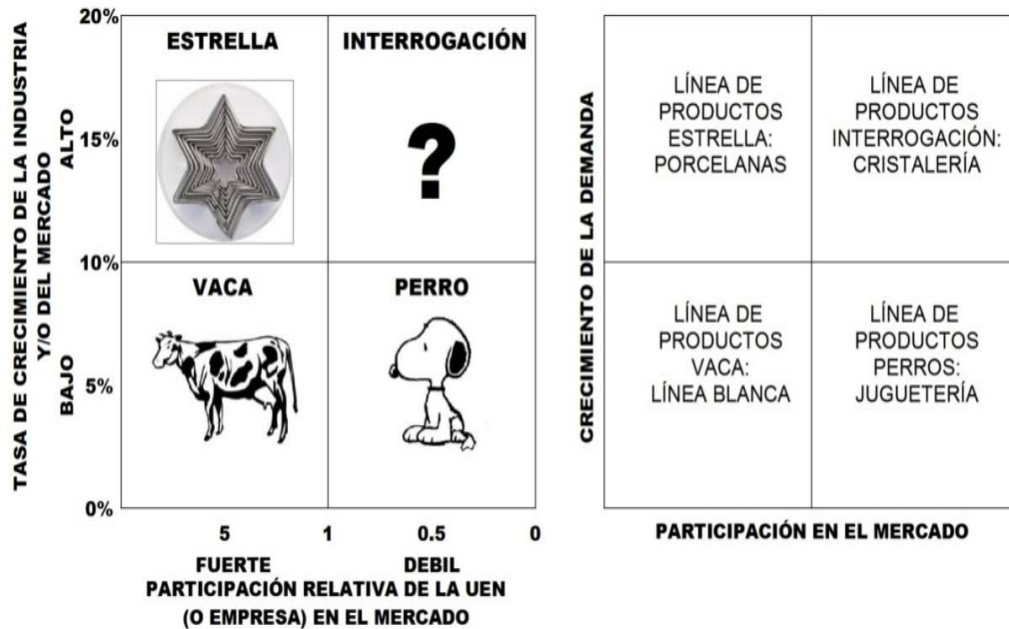 TASA DE CRECIMIENTO DE LA INDUSTRIA
Y/O DEL MERCADO
ALTO
BAJO
20%
15%
10%
5%
0%
ESTRELLA
INTERROGACIÓN
?
VACA
PERRO
5
1
0.5
0
FUERTE
DEBIL
PARTICIPACIÓN RELATIVA DE LA UEN
(O EMPRESA) EN EL MERCADO
CRECIMIENTO DE LA DEMANDA
LÍNEA DE
PRODUCTOS
ESTRELLA:
PORCELANAS
LÍNEA DE
PRODUCTOS
INTERROGACIÓN:
CRISTALERÍA
LÍNEA DE
PRODUCTOS
VACA:
LÍNEA BLANCA
LÍNEA DE
PRODUCTOS
PERROS:
JUGUETERÍA
PARTICIPACIÓN EN EL MERCADO